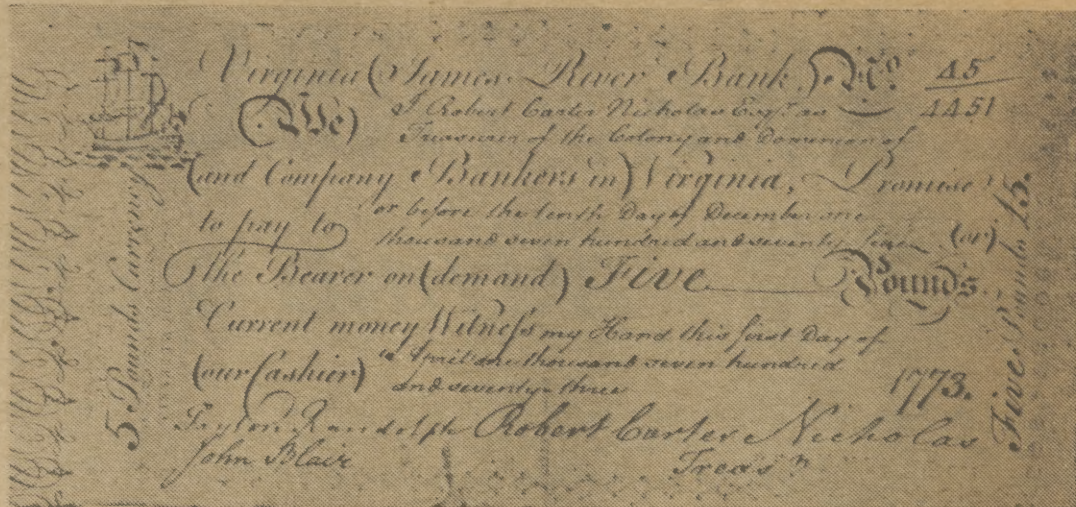 Virginia (James River Bank.) No. 45
4451
(We) I Robert Carter Nicholas Esqr. as
Treasurer of the Colony and Dominion of
(and Company Bankers in) Virginia, Promise
to pay to or before the tenth Day of December one
thousand seven hundred and seventy (or)
the Bearer on (demand) Five Pounds.
Current money Witness my Hand this first Day of
(our Cashier) April one thousand seven hundred
and seventy-three 1773.
Peyton Randolph Robert Carter Nicholas
John Blair Treasr
5 Pounds Currency
Five Pounds £5.